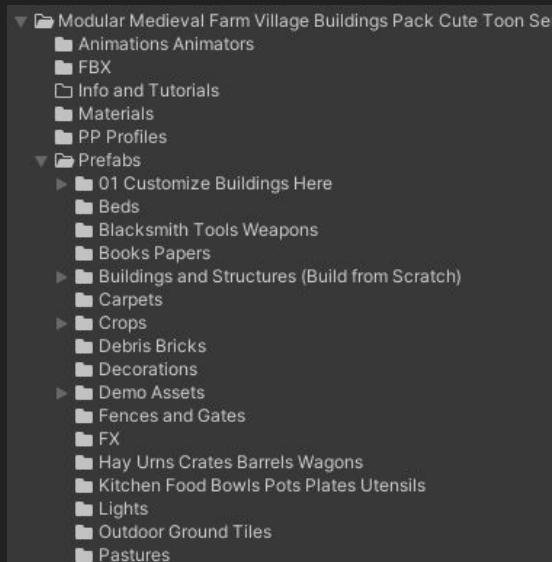 Modular Medieval Farm Village Buildings Pack Cute Toon Se
Animations Animators
FBX
Info and Tutorials
Materials
PP Profiles
Prefabs
01 Customize Buildings Here
Beds
Blacksmith Tools Weapons
Books Papers
Buildings and Structures (Build from Scratch)
Carpets
Crops
Debris Bricks
Decorations
Demo Assets
Fences and Gates
FX
Hay Urns Crates Barrels Wagons
Kitchen Food Bowls Pots Plates Utensils
Lights
Outdoor Ground Tiles
Pastures